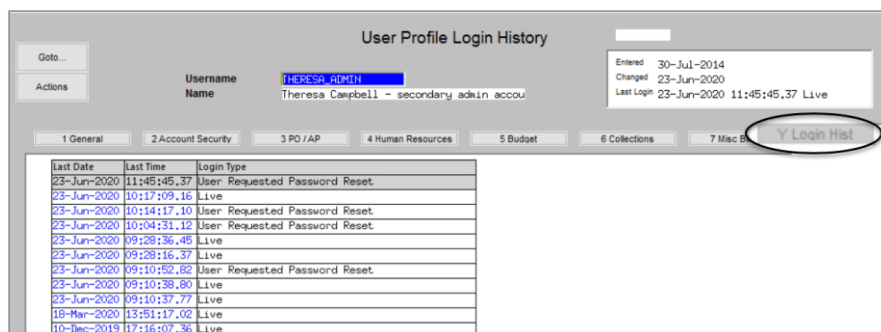 User Profile Login History
Goto...
Actions
Username THERESA_ADMIN
Name Theresa Campbell - secondary admin accou
Entered 30-Jul-2014
Changed 23-Jun-2020
Last Login 23-Jun-2020 11:45:45.37 Live
1 General 2 Account Security 3 PO / AP 4 Human Resources 5 Budget 6 Collections 7 Misc B Y Login Hist
Last Date Last Time Login Type
23-Jun-2020 11:45:45.37 User Requested Password Reset
23-Jun-2020 10:17:09.16 Live
23-Jun-2020 10:14:17.10 User Requested Password Reset
23-Jun-2020 10:04:31.12 User Requested Password Reset
23-Jun-2020 09:28:36.45 Live
23-Jun-2020 09:28:16.37 Live
23-Jun-2020 09:10:52.82 User Requested Password Reset
23-Jun-2020 09:10:38.80 Live
23-Jun-2020 09:10:37.77 Live
18-Mar-2020 13:51:17.02 Live
10-Dec-2019 17:16:07.36 Live